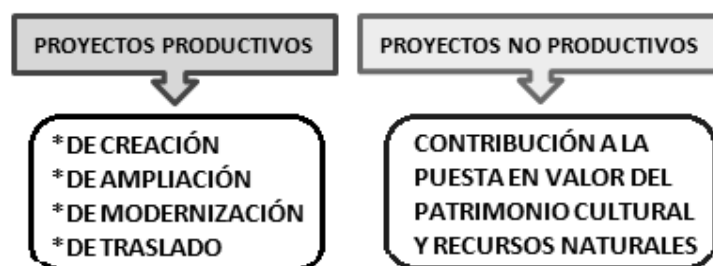 PROYECTOS PRODUCTIVOS
*DE CREACIÓN
*DE AMPLIACIÓN
*DE MODERNIZACIÓN
*DE TRASLADO
PROYECTOS NO PRODUCTIVOS
CONTRIBUCIÓN A LA
PUESTA EN VALOR DEL
PATRIMONIO CULTURAL
Y RECURSOS NATURALES